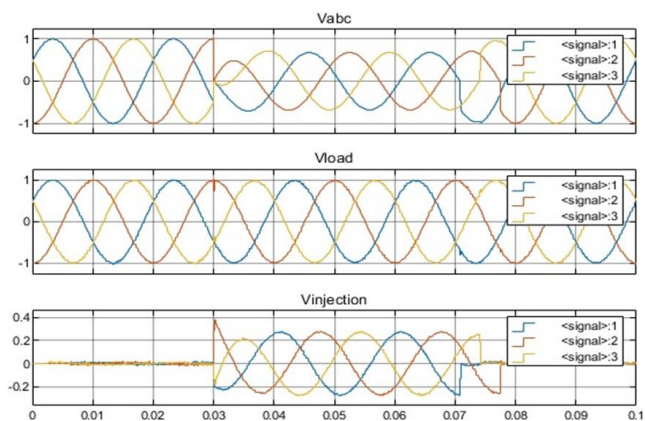 Vabc
1
0
-1
<signal>:1
<signal>:2
<signal>:3
Vload
1
0
-1
<signal>:1
<signal>:2
<signal>:3
Vinjection
0.4
0.2
0
-0.2
<signal>:1
<signal>:2
<signal>:3
0 0.01 0.02 0.03 0.04 0.05 0.06 0.07 0.08 0.09 0.1